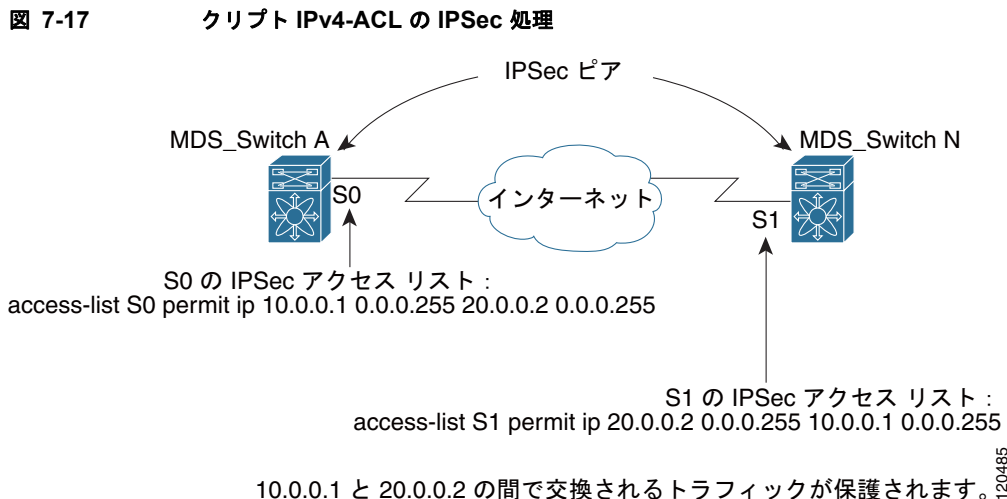 図 7-17 クリプト IPv4-ACL の IPSec 処理
IPSec ピア
MDS_Switch A
MDS_Switch N
S0
インターネット
S1
S0 の IPSec アクセス リスト：
access-list S0 permit ip 10.0.0.1 0.0.0.255 20.0.0.2 0.0.0.255
S1 の IPSec アクセス リスト：
access-list S1 permit ip 20.0.0.2 0.0.0.255 10.0.0.1 0.0.0.255
10.0.0.1 と 20.0.0.2 の間で交換されるトラフィックが保護されます。
120485